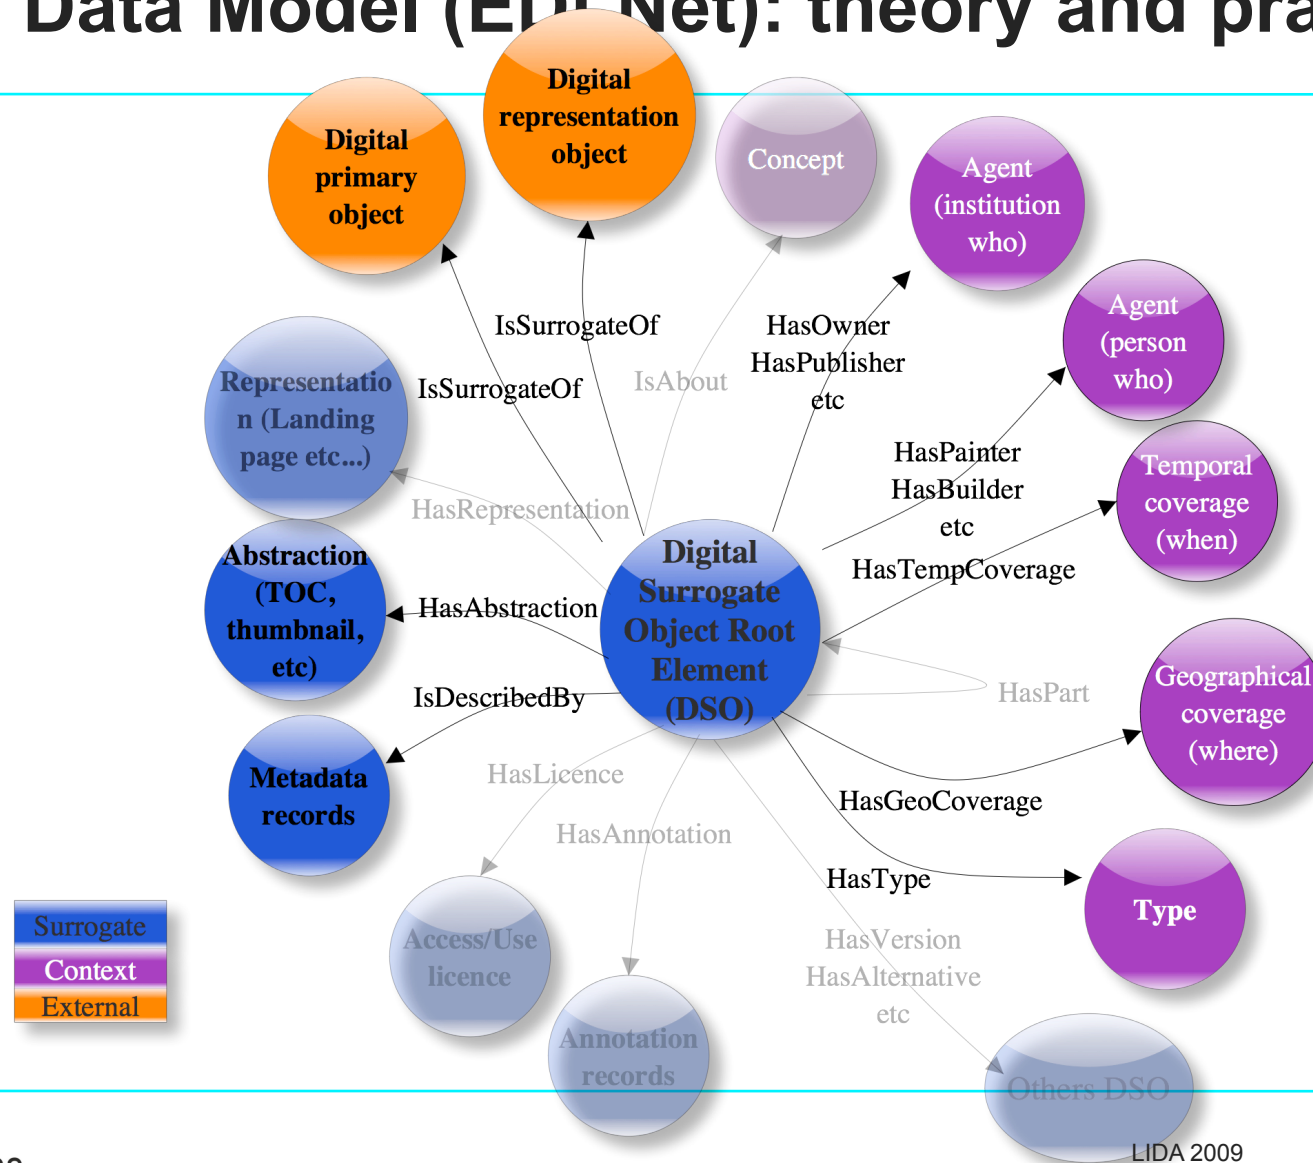 Data Model (EDLNet): theory and pra
Digital
representation
object
Digital
primary
object
Concept
Agent
(institution
who)
Agent
(person
who)
IsSurrogateOf
HasOwner
HasPublisher
etc
IsSurrogateOf
IsAbout
Representatio
n (Landing
page etc...)
HasPainter
HasBuilder
etc
Temporal
coverage
(when)
HasRepresentation
Abstraction
(TOC,
thumbnail,
etc)
HasAbstraction
Digital
Surrogate
Object Root
Element
(DSO)
HasTempCoverage
IsDescribedBy
HasPart
Geographical
coverage
(where)
Metadata
records
HasLicence
HasGeoCoverage
HasAnnotation
HasType
Type
Surrogate
Context
External
Access/Use
licence
HasVersion
HasAlternative
etc
Annotation
records
Others DSO
LIDA 2009